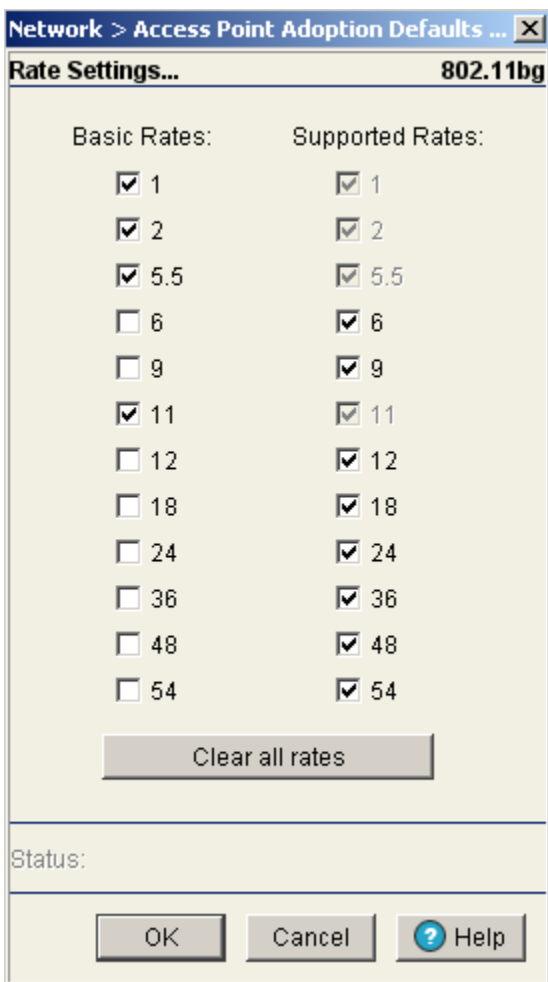 Network > Access Point Adoption Defaults ...
Rate Settings... 802.11bg
Basic Rates: Supported Rates:
1 1
2 2
5.5 5.5
6 6
9 9
11 11
12 12
18 18
24 24
36 36
48 48
54 54
Clear all rates
Status:
OK Cancel ? Help